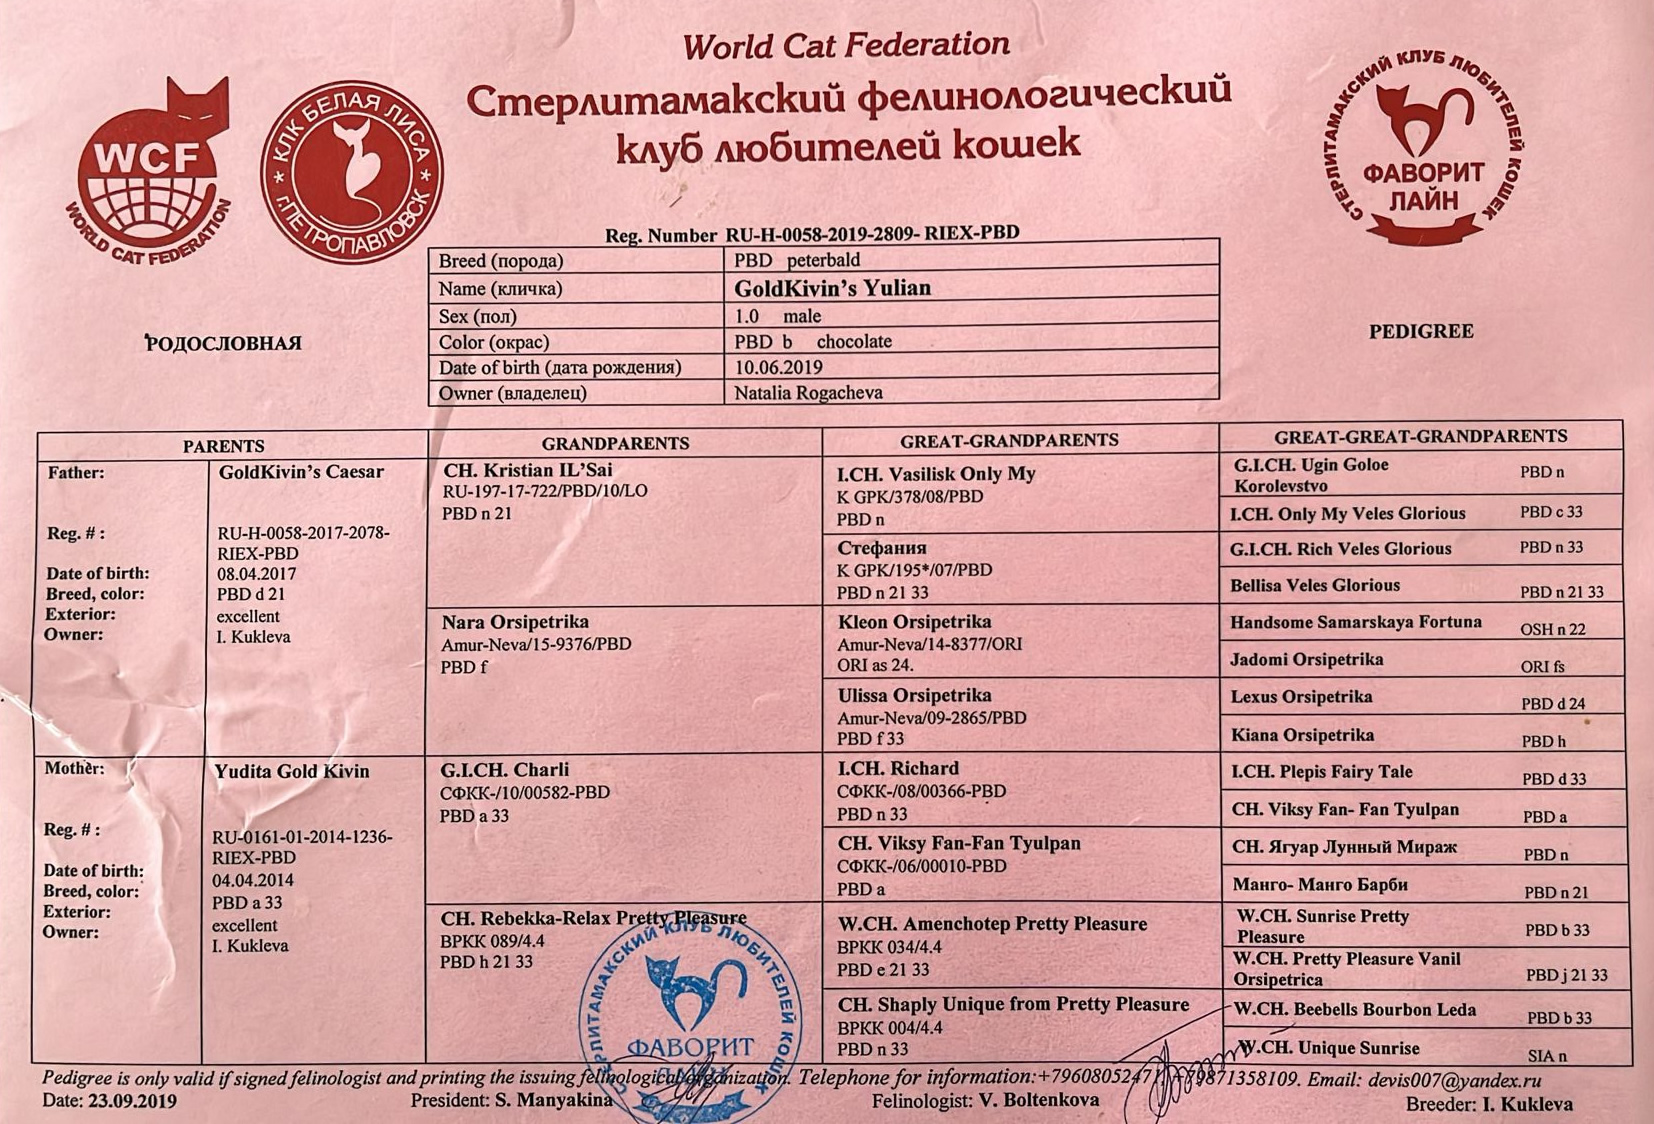 World Cat Federation
Стерлитамакский фелинологический
клуб любителей кошек
WCF
WORLD CAT FEDERATION
КЛК БЕЛАЯ ЛИСА
г.ПЕТРОПАВЛОВСК
СТЕРЛИТАМАКСКИЙ КЛУБ ЛЮБИТЕЛЕЙ КОШЕК
ФАВОРИТ
ЛАЙН
Reg. Number RU-H-0058-2019-2809- RIEX-PBD
Breed (порода) PBD peterbald
Name (кличка) GoldKivin's Yulian
Sex (пол) 1.0 male
Color (окрас) PBD b chocolate
Date of birth (дата рождения) 10.06.2019
Owner (владелец) Natalia Rogacheva
РОДОСЛОВНАЯ
PEDIGREE
PARENTS GRANDPARENTS GREAT-GRANDPARENTS GREAT-GREAT-GRANDPARENTS
Father: GoldKivin's Caesar
Reg. # : RU-H-0058-2017-2078-
RIEX-PBD
Date of birth: 08.04.2017
Breed, color: PBD d 21
Exterior: excellent
Owner: I. Kukleva
Mother: Yudita Gold Kivin
Reg. # : RU-0161-01-2014-1236-
RIEX-PBD
Date of birth: 04.04.2014
Breed, color: PBD a 33
Exterior: excellent
Owner: I. Kukleva
CH. Kristian IL'Sai
RU-197-17-722/PBD/10/LO
PBD n 21
Nara Orsipetrika
Amur-Neva/15-9376/PBD
PBD f
G.I.CH. Charli
СФКК-/10/00582-PBD
PBD a 33
CH. Rebekka-Relax Pretty Pleasure
ВРКК 089/4.4
PBD h 21 33
I.CH. Vasilisk Only My
K GPK/378/08/PBD
PBD n
Стефания
K GPK/195*/07/PBD
PBD n 21 33
Kleon Orsipetrika
Amur-Neva/14-8377/ORI
ORI as 24.
Ulissa Orsipetrika
Amur-Neva/09-2865/PBD
PBD f 33
I.CH. Richard
СФКК-/08/00366-PBD
PBD n 33
CH. Viksy Fan-Fan Tyulpan
СФКК-/06/00010-PBD
PBD a
W.CH. Amenchotep Pretty Pleasure
ВРКК 034/4.4
PBD e 21 33
CH. Shaply Unique from Pretty Pleasure
ВРКК 004/4.4
PBD n 33
G.I.CH. Ugin Goloe
Korolevstvo PBD n
I.CH. Only My Veles Glorious PBD c 33
G.I.CH. Rich Veles Glorious PBD n 33
Bellisa Veles Glorious PBD n 21 33
Handsome Samarskaya Fortuna OSH n 22
Jadomi Orsipetrika ORI fs
Lexus Orsipetrika PBD d 24
Kiana Orsipetrika PBD h
I.CH. Plepis Fairy Tale PBD d 33
CH. Viksy Fan- Fan Tyulpan PBD a
CH. Ягуар Лунный Мираж PBD n
Манго- Манго Барби PBD n 21
W.CH. Sunrise Pretty
Pleasure PBD b 33
W.CH. Pretty Pleasure Vanil
Orsipetrica PBD j 21 33
W.CH. Beebells Bourbon Leda PBD b 33
W.CH. Unique Sunrise SIA n
СТЕРЛИТАМАКСКИЙ КЛУБ ЛЮБИТЕЛЕЙ КОШЕК
ФАВОРИТ
ЛАЙН
Pedigree is only valid if signed felinologist and printing the issuing felinological organization. Telephone for information: 871358109. Email: devis007@yandex.ru
Date: 23.09.2019 President: S. Manyakina Felinologist: V. Boltenkova Breeder: I. Kukleva